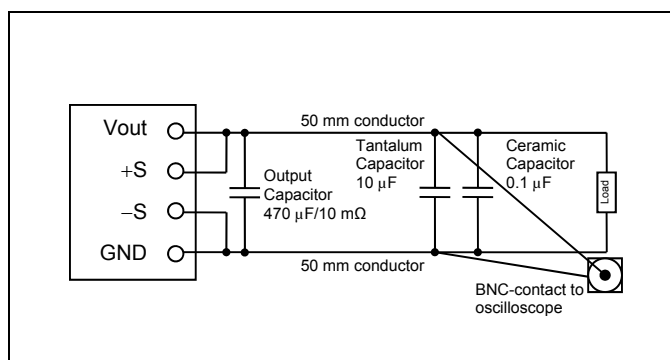 Vout
+S
−S
GND
50 mm conductor
Output
Capacitor
470 µF/10 mΩ
Tantalum
Capacitor
10 µF
Ceramic
Capacitor
0.1 µF
Load
50 mm conductor
BNC-contact to
oscilloscope